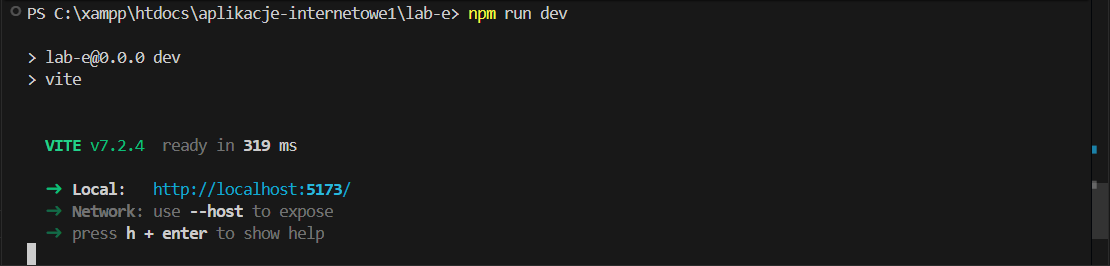 PS C:\xampp\htdocs\aplikacje-internetowe1\lab-e> npm run dev
> lab-e@0.0.0 dev
> vite
VITE v7.2.4  ready in 319 ms
➜ Local:   http://localhost:5173/
➜ Network: use --host to expose
➜ press h + enter to show help